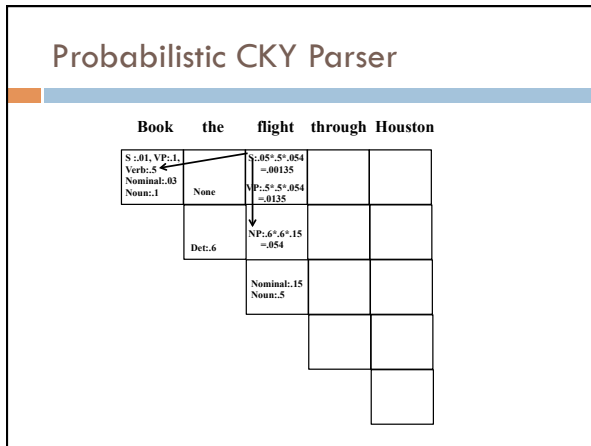 Probabilistic CKY Parser
Book the flight through Houston
S :.01, VP:.1,
Verb:.5
Nominal:.03
Noun:.1
None
S:.05*.5*.054
=.00135
VP:.5*.5*.054
=.0135
Det:.6
NP:.6*.6*.15
=.054
Nominal:.15
Noun:.5